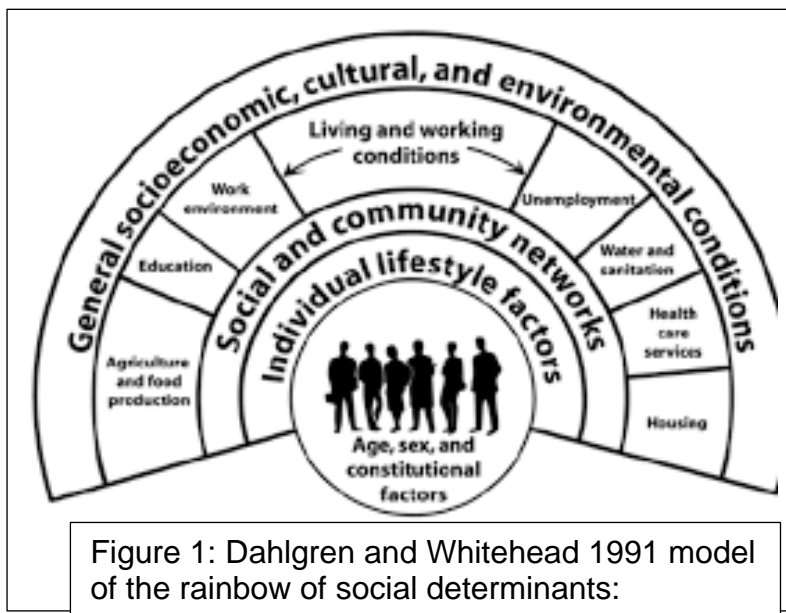 General socioeconomic, cultural, and environmental conditions
Living and working
conditions
Work
environment
Unemployment
Education
Water and
sanitation
Agriculture
and food
production
Health
care
services
Housing
Social and community networks
Individual lifestyle factors
Age, sex, and
constitutional
factors
Figure 1: Dahlgren and Whitehead 1991 model
of the rainbow of social determinants: